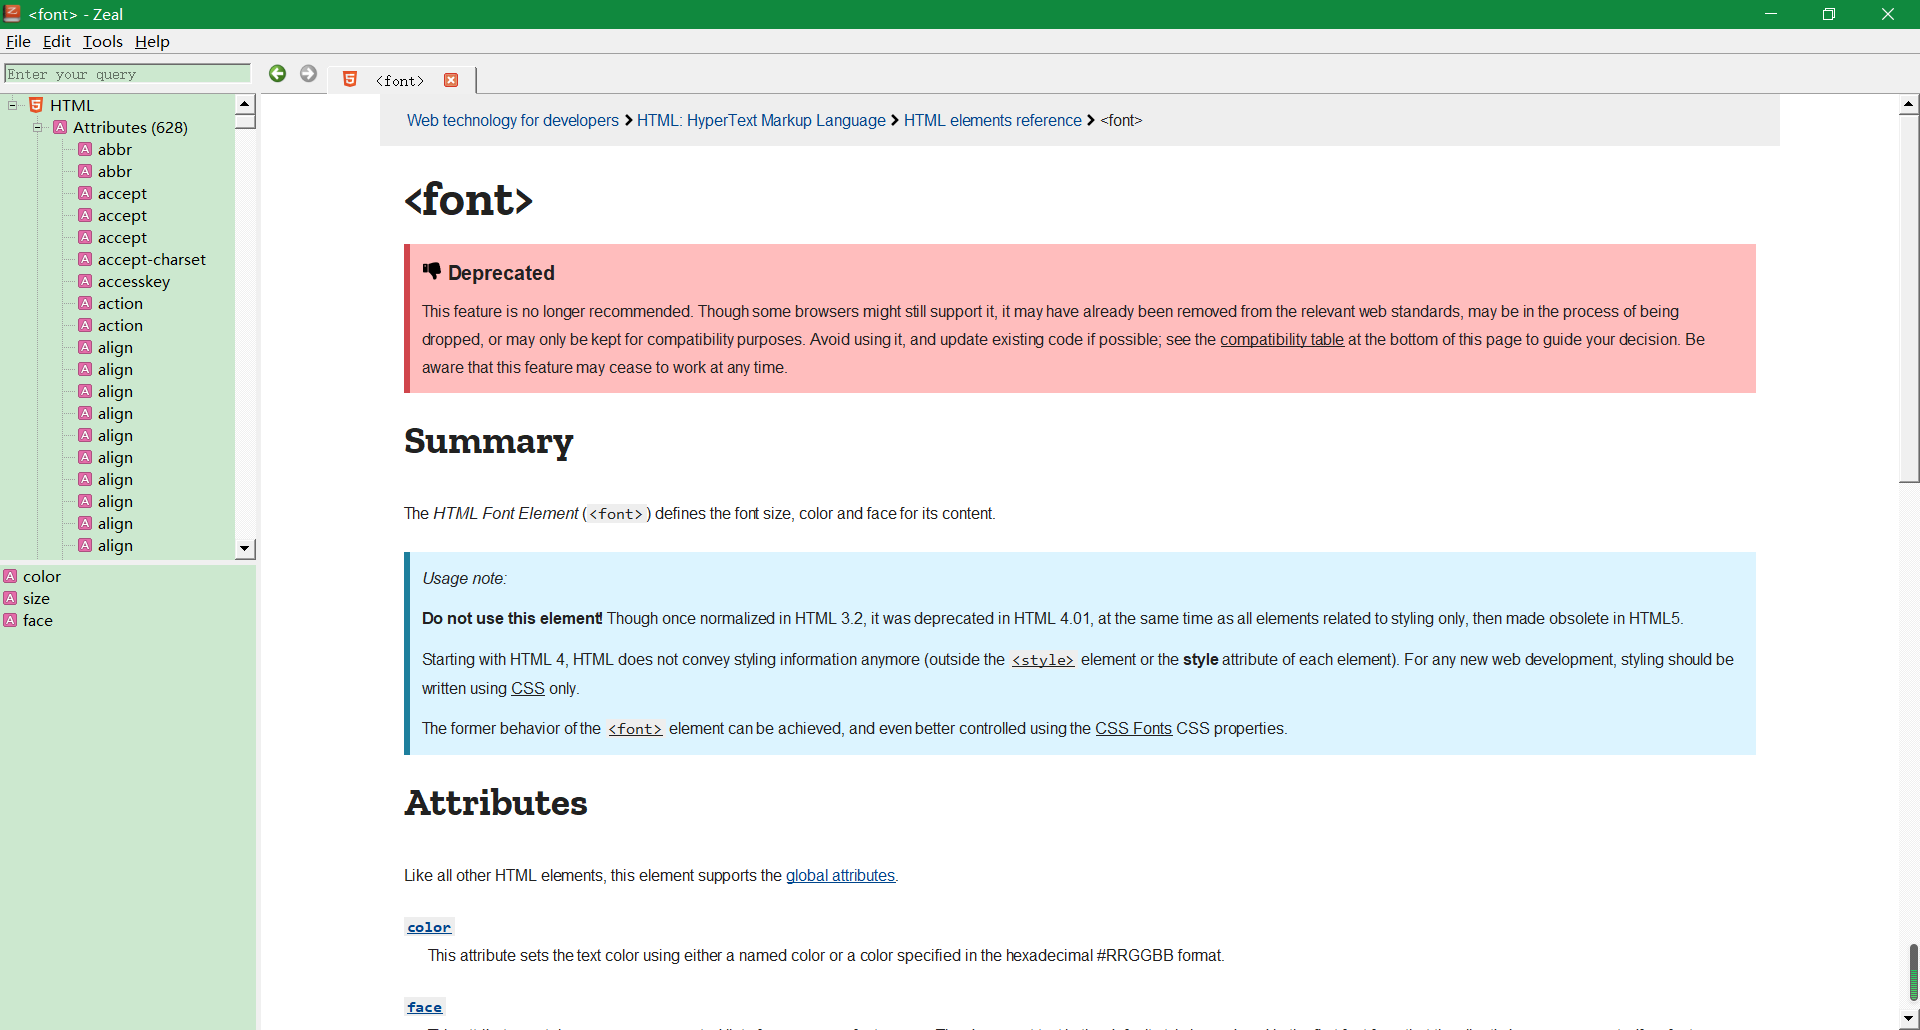 <font> - Zeal
File Edit Tools Help
Enter your query
<font>
HTML
Attributes (628)
abbr
abbr
accept
accept
accept
accept-charset
accesskey
action
action
align
align
align
align
align
align
align
align
align
align
color
size
face
Web technology for developers > HTML: HyperText Markup Language > HTML elements reference > <font>
<font>
Deprecated
This feature is no longer recommended. Though some browsers might still support it, it may have already been removed from the relevant web standards, may be in the process of being
dropped, or may only be kept for compatibility purposes. Avoid using it, and update existing code if possible; see the compatibility table at the bottom of this page to guide your decision. Be
aware that this feature may cease to work at any time.
Summary
The HTML Font Element (<font>) defines the font size, color and face for its content.
Usage note:
Do not use this element! Though once normalized in HTML 3.2, it was deprecated in HTML 4.01, at the same time as all elements related to styling only, then made obsolete in HTML5.
Starting with HTML 4, HTML does not convey styling information anymore (outside the <style> element or the style attribute of each element). For any new web development, styling should be
written using CSS only.
The former behavior of the <font> element can be achieved, and even better controlled using the CSS Fonts CSS properties.
Attributes
Like all other HTML elements, this element supports the global attributes.
color
This attribute sets the text color using either a named color or a color specified in the hexadecimal #RRGGBB format.
face